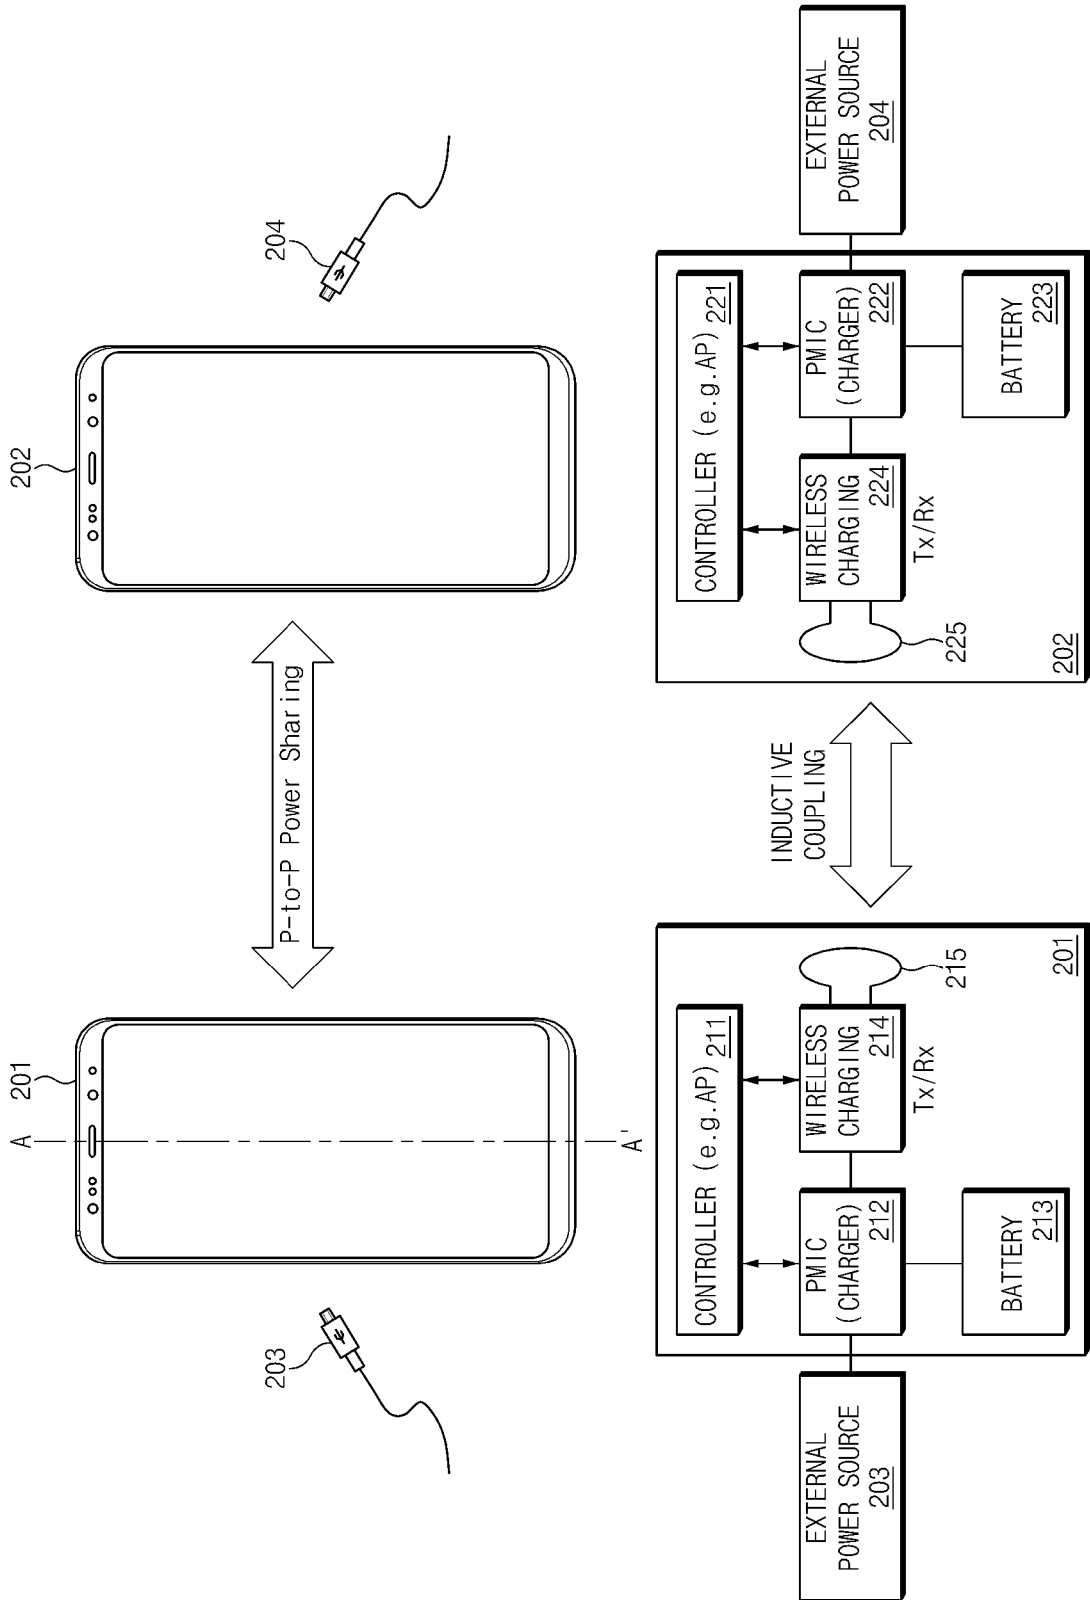 A
201
203
P-to-P Power Sharing
202
204
A'
EXTERNAL
POWER SOURCE
203
CONTROLLER (e.g.AP) 211
PMIC
(CHARGER)
212
WIRELESS
CHARGING
214
Tx/Rx
BATTERY
213
215
201
INDUCTIVE
COUPLING
CONTROLLER (e.g.AP) 221
WIRELESS
CHARGING
224
Tx/Rx
PMIC
(CHARGER)
222
BATTERY
223
225
202
EXTERNAL
POWER SOURCE
204